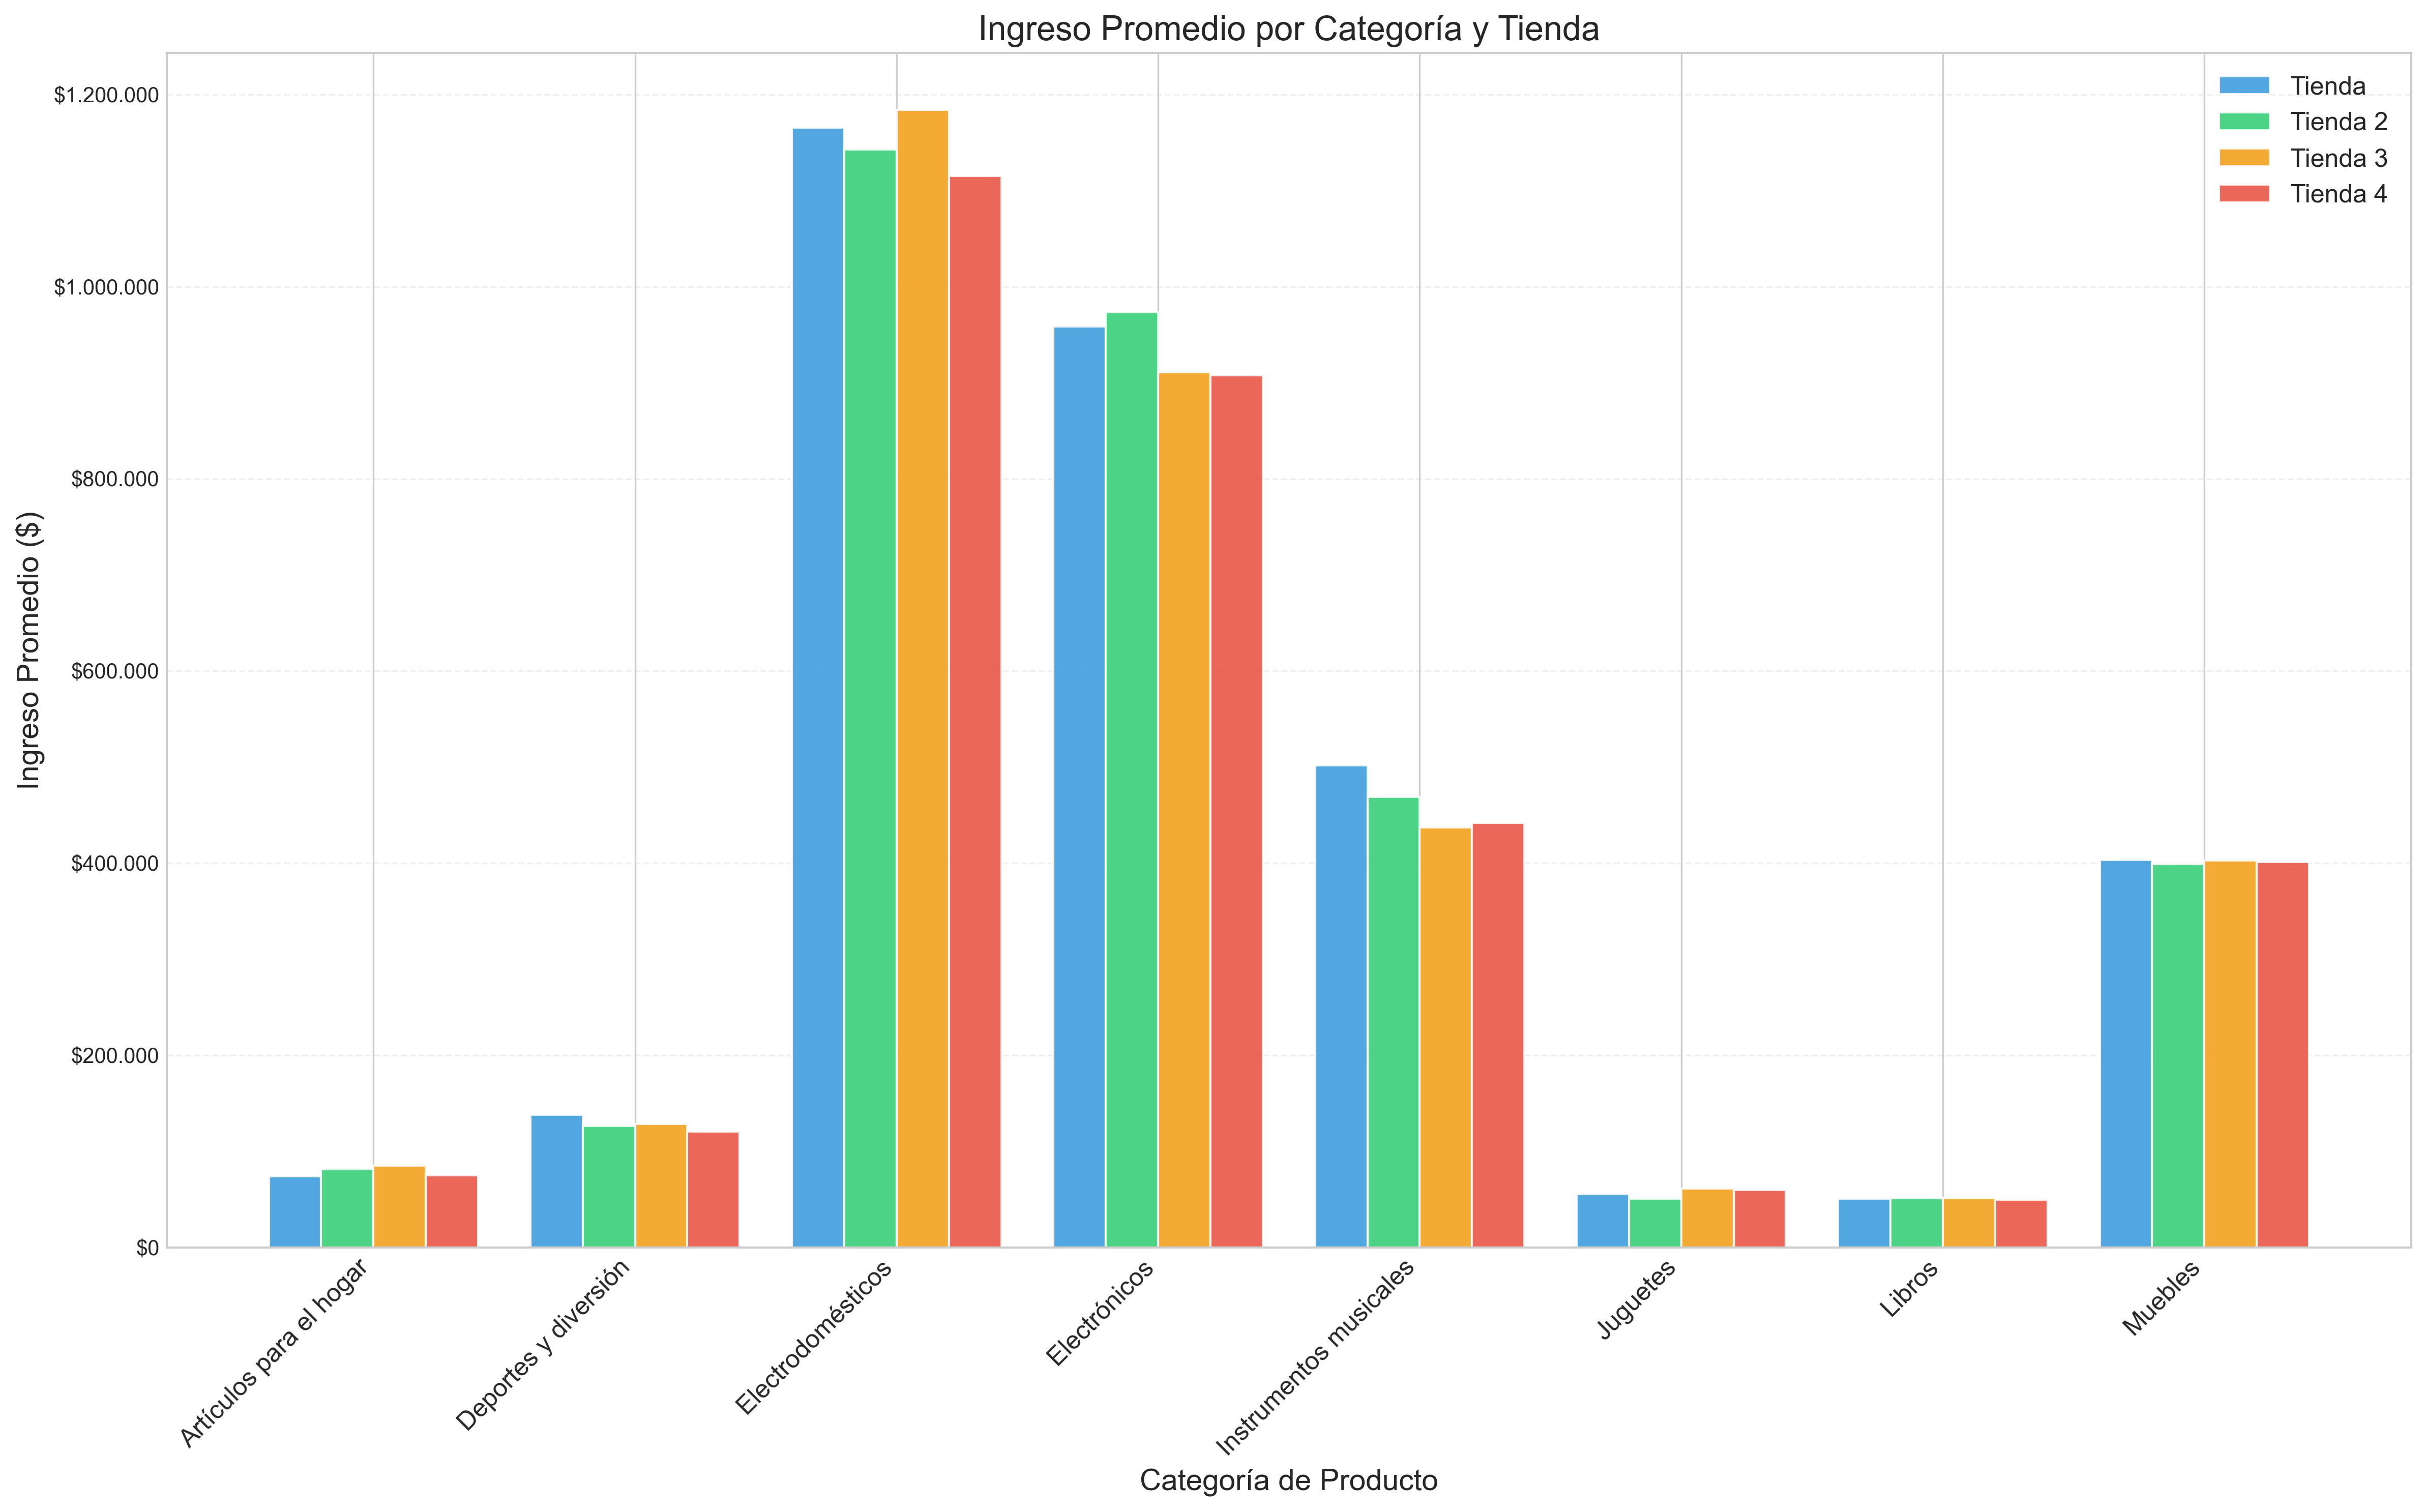 Ingreso Promedio por Categoría y Tienda
Tienda
Tienda 2
Tienda 3
Tienda 4
Ingreso Promedio ($)
$1.200.000
$1.000.000
$800.000
$600.000
$400.000
$200.000
$0
Artículos para el hogar
Deportes y diversión
Electrodomésticos
Electrónicos
Instrumentos musicales
Juguetes
Libros
Muebles
Categoría de Producto